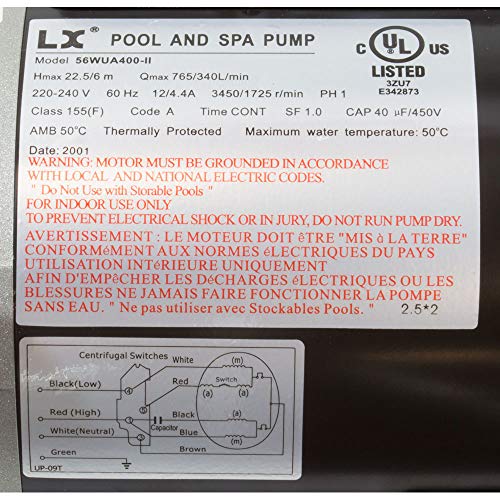 LX POOL AND SPA PUMP
Model 56WUA400-II
Hmax 22.5/6 m Qmax 765/340L/min
220-240 V 60 Hz 12/4.4A 3450/1725 r/min PH 1
Class 155(F) Code A Time CONT SF 1.0 CAP 40 µF/450V
AMB 50°C Thermally Protected Maximum water temperature: 50°C
C UL US
LISTED
3ZU7
E342873
Date: 2001
WARNING: MOTOR MUST BE GROUNDED IN ACCORDANCE
WITH LOCAL AND NATIONAL ELECTRIC CODES.
" Do Not Use with Storable Pools "
FOR INDOOR USE ONLY
TO PREVENT ELECTRICAL SHOCK OR IN JURY, DO NOT RUN PUMP DRY.
AVERTISSEMENT : LE MOTEUR DOIT êTRE "MIS à LA TERRE"
CONFORMéMENT AUX NORMES éLECTRIQUES DU PAYS
UTILISATION INTéRIEURE UNIQUEMENT
AFIN D'EMPêCHER LES DéCHARGES éLECTRIQUES OU LES
BLESSURES NE JAMAIS FAIRE FONCTIONNER LA POMPE
SANS EAU. " Ne pas utiliser avec Stockables Pools. "
2.5*2
Centrifugal Switches
White
(m)
Black(Low)
4
5
Red
Switch
(a)
(a)
Red (High)
1
Black
Capacitor
(a)
(a)
White(Neutral)
Blue
3
(m)
Brown
Green
UP-09T